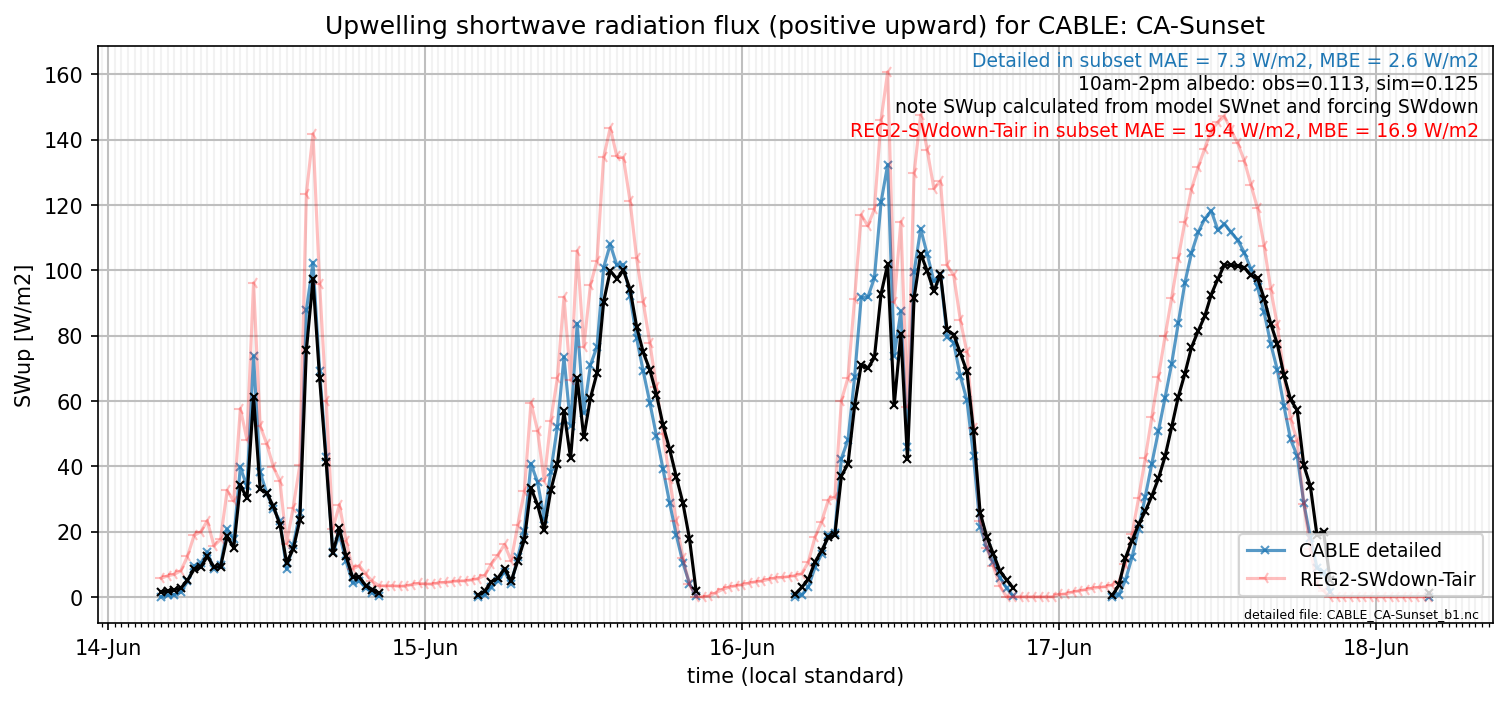 Upwelling shortwave radiation flux (positive upward) for CABLE: CA-Sunset
Detailed in subset MAE = 7.3 W/m2, MBE = 2.6 W/m2
10am-2pm albedo: obs=0.113, sim=0.125
note SWup calculated from model SWnet and forcing SWdown
REG2-SWdown-Tair in subset MAE = 19.4 W/m2, MBE = 16.9 W/m2
SWup [W/m2]
160
140
120
100
80
60
40
20
0
CABLE detailed
REG2-SWdown-Tair
detailed file: CABLE_CA-Sunset_b1.nc
14-Jun
15-Jun
16-Jun
17-Jun
18-Jun
time (local standard)